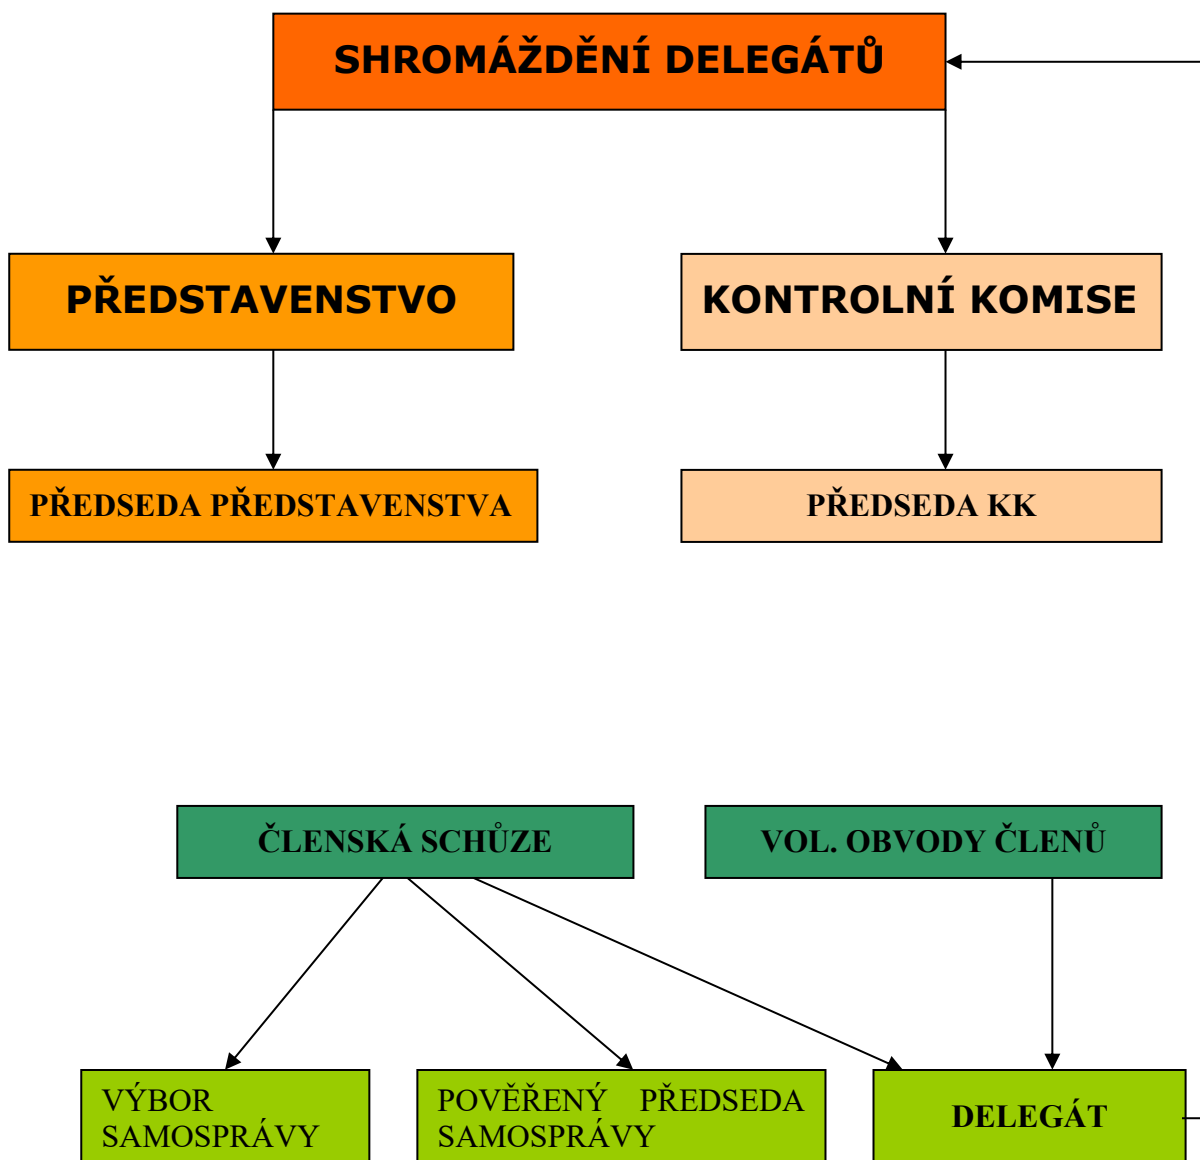 SHROMÁŽDĚNÍ DELEGÁTŮ
PŘEDSTAVENSTVO
KONTROLNÍ KOMISE
PŘEDSEDA PŘEDSTAVENSTVA
PŘEDSEDA KK
ČLENSKÁ SCHŮZE
VOL. OBVODY ČLENŮ
VÝBOR
SAMOSPRÁVY
POVĚŘENÝ PŘEDSEDA
SAMOSPRÁVY
DELEGÁT